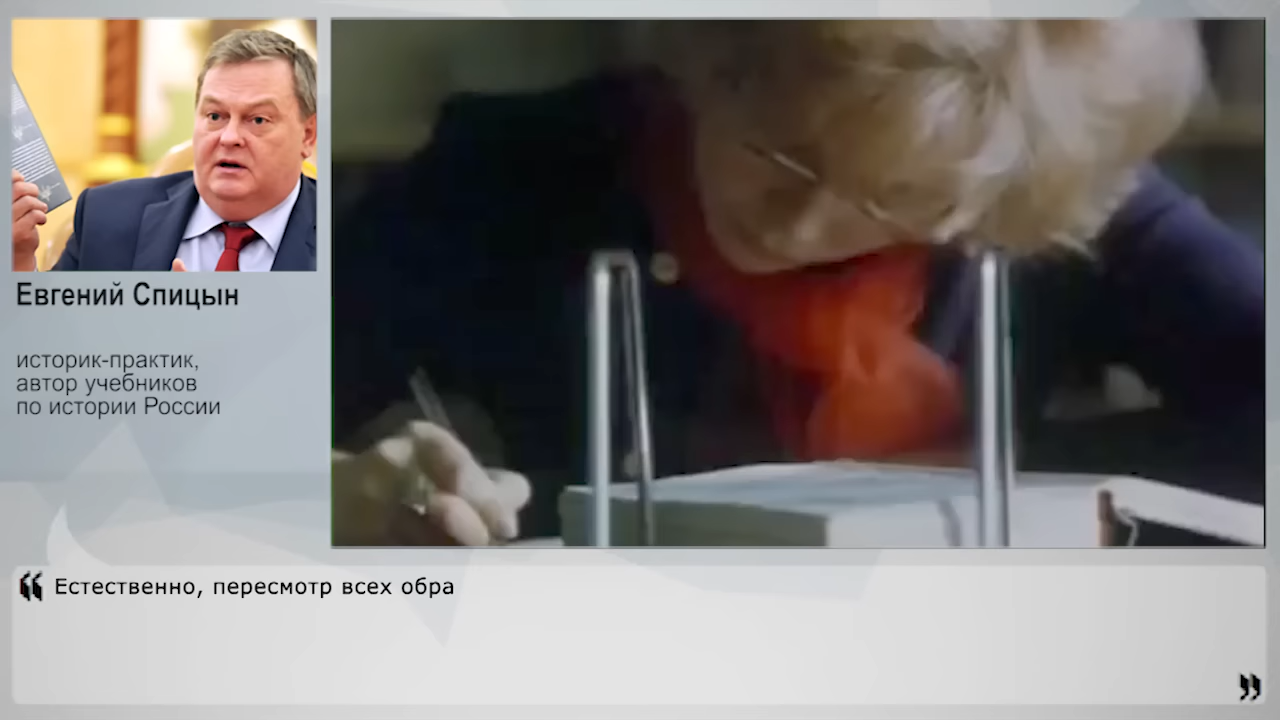 Евгений Спицын
историк-практик,
автор учебников
по истории России
“ Естественно, пересмотр всех обра
”